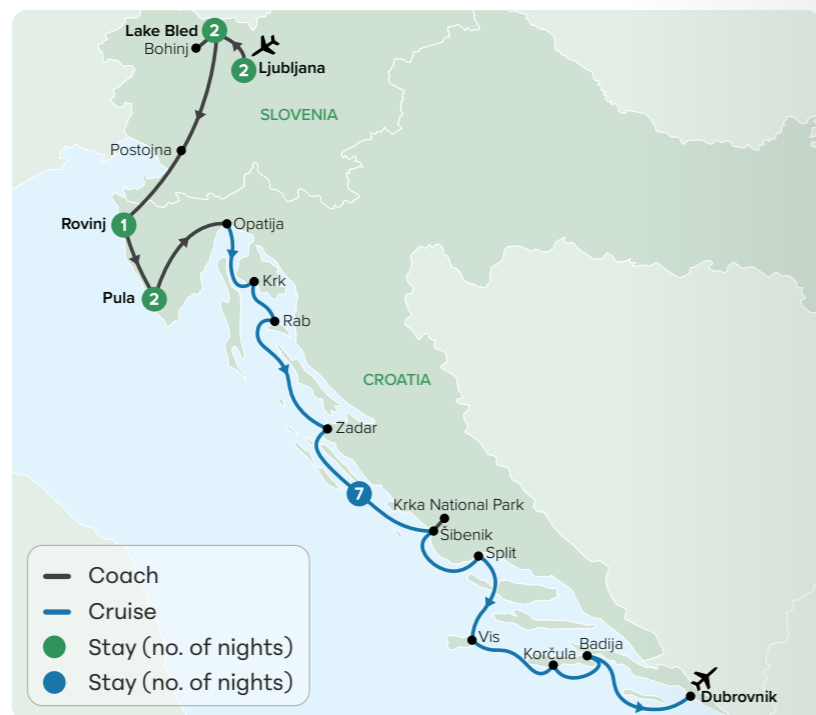 Lake Bled
2
Bohinj
2
Ljubljana
SLOVENIA
Postojna
Rovinj
1
Opatija
Pula
2
Krk
Rab
CROATIA
Zadar
7
Krka National Park
Šibenik
Split
Vis
Korčula
Badija
Dubrovnik
Coach
Cruise
Stay (no. of nights)
Stay (no. of nights)